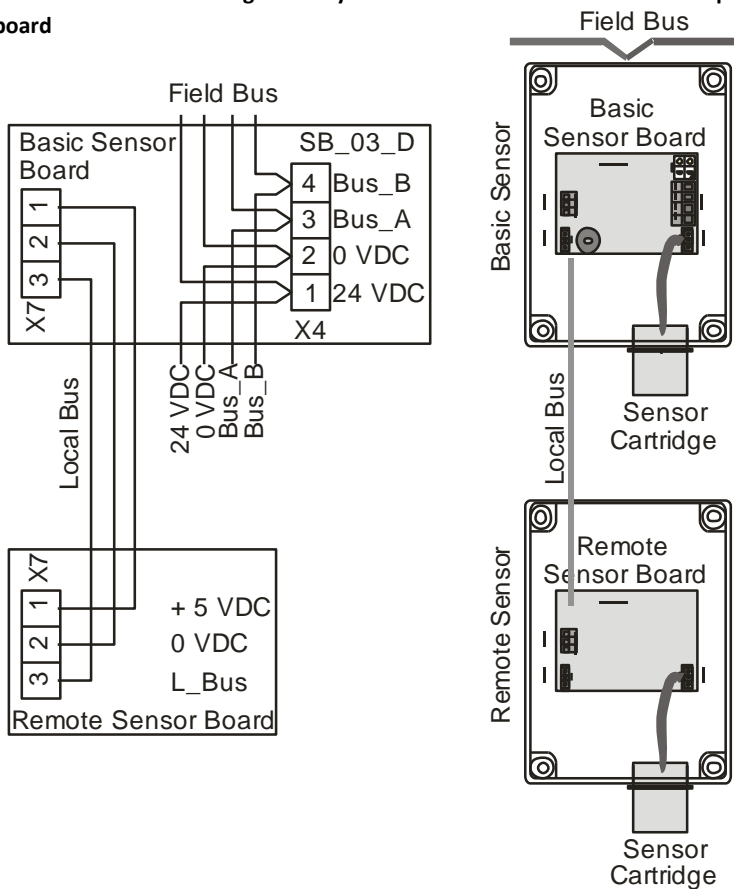 board
Field Bus
Basic Sensor
Board
SB_03_D
4 Bus_B
3 Bus_A
2 0 VDC
1 24 VDC
X4
1
2
3
X7
24 VDC
0 VDC
Bus_A
Bus_B
Local Bus
X7
1 + 5 VDC
2 0 VDC
3 L_Bus
Remote Sensor Board
Field Bus
Basic Sensor
Basic
Sensor Board
Local Bus
Sensor
Cartridge
Remote Sensor
Remote
Sensor Board
Sensor
Cartridge